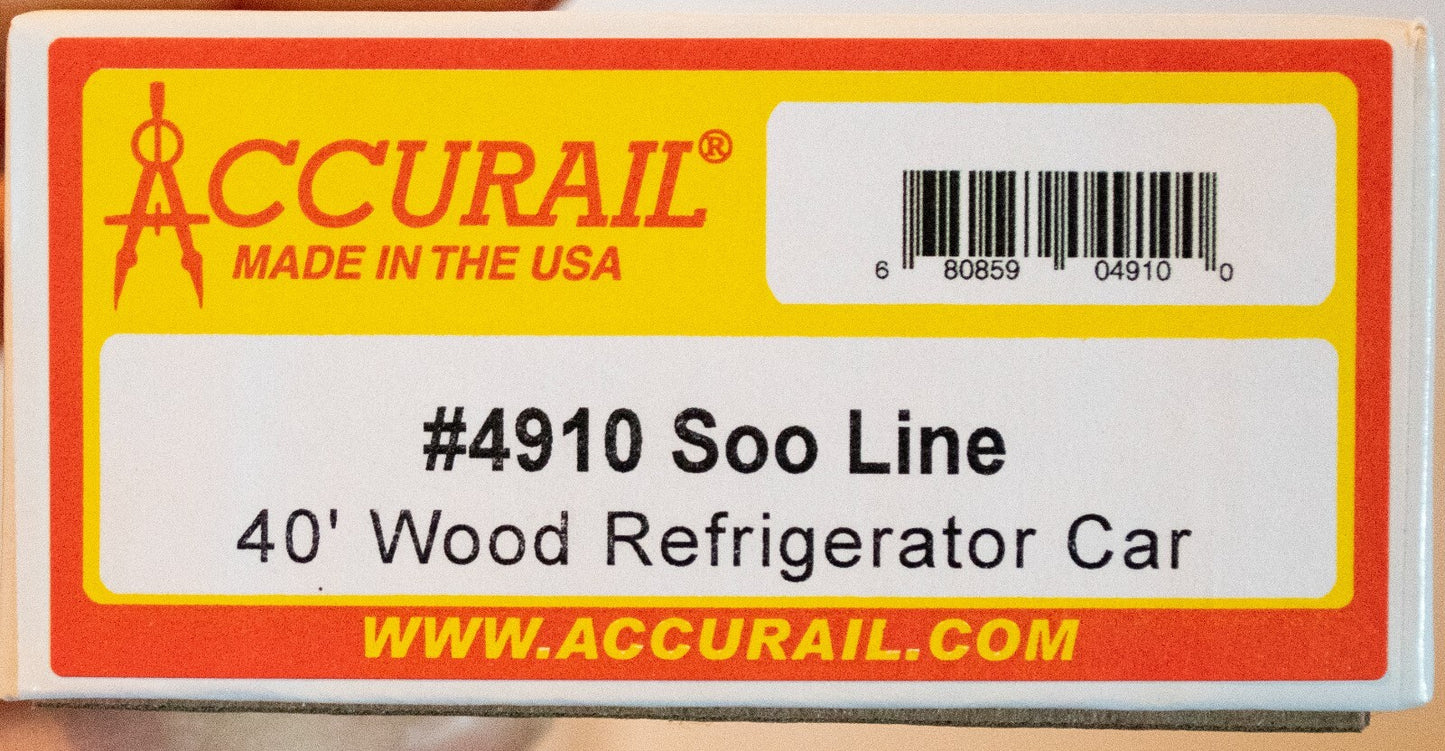 ACCURAIL®
MADE IN THE USA
6 80859 04910 0
#4910 Soo Line
40' Wood Refrigerator Car
WWW.ACCURAIL.COM